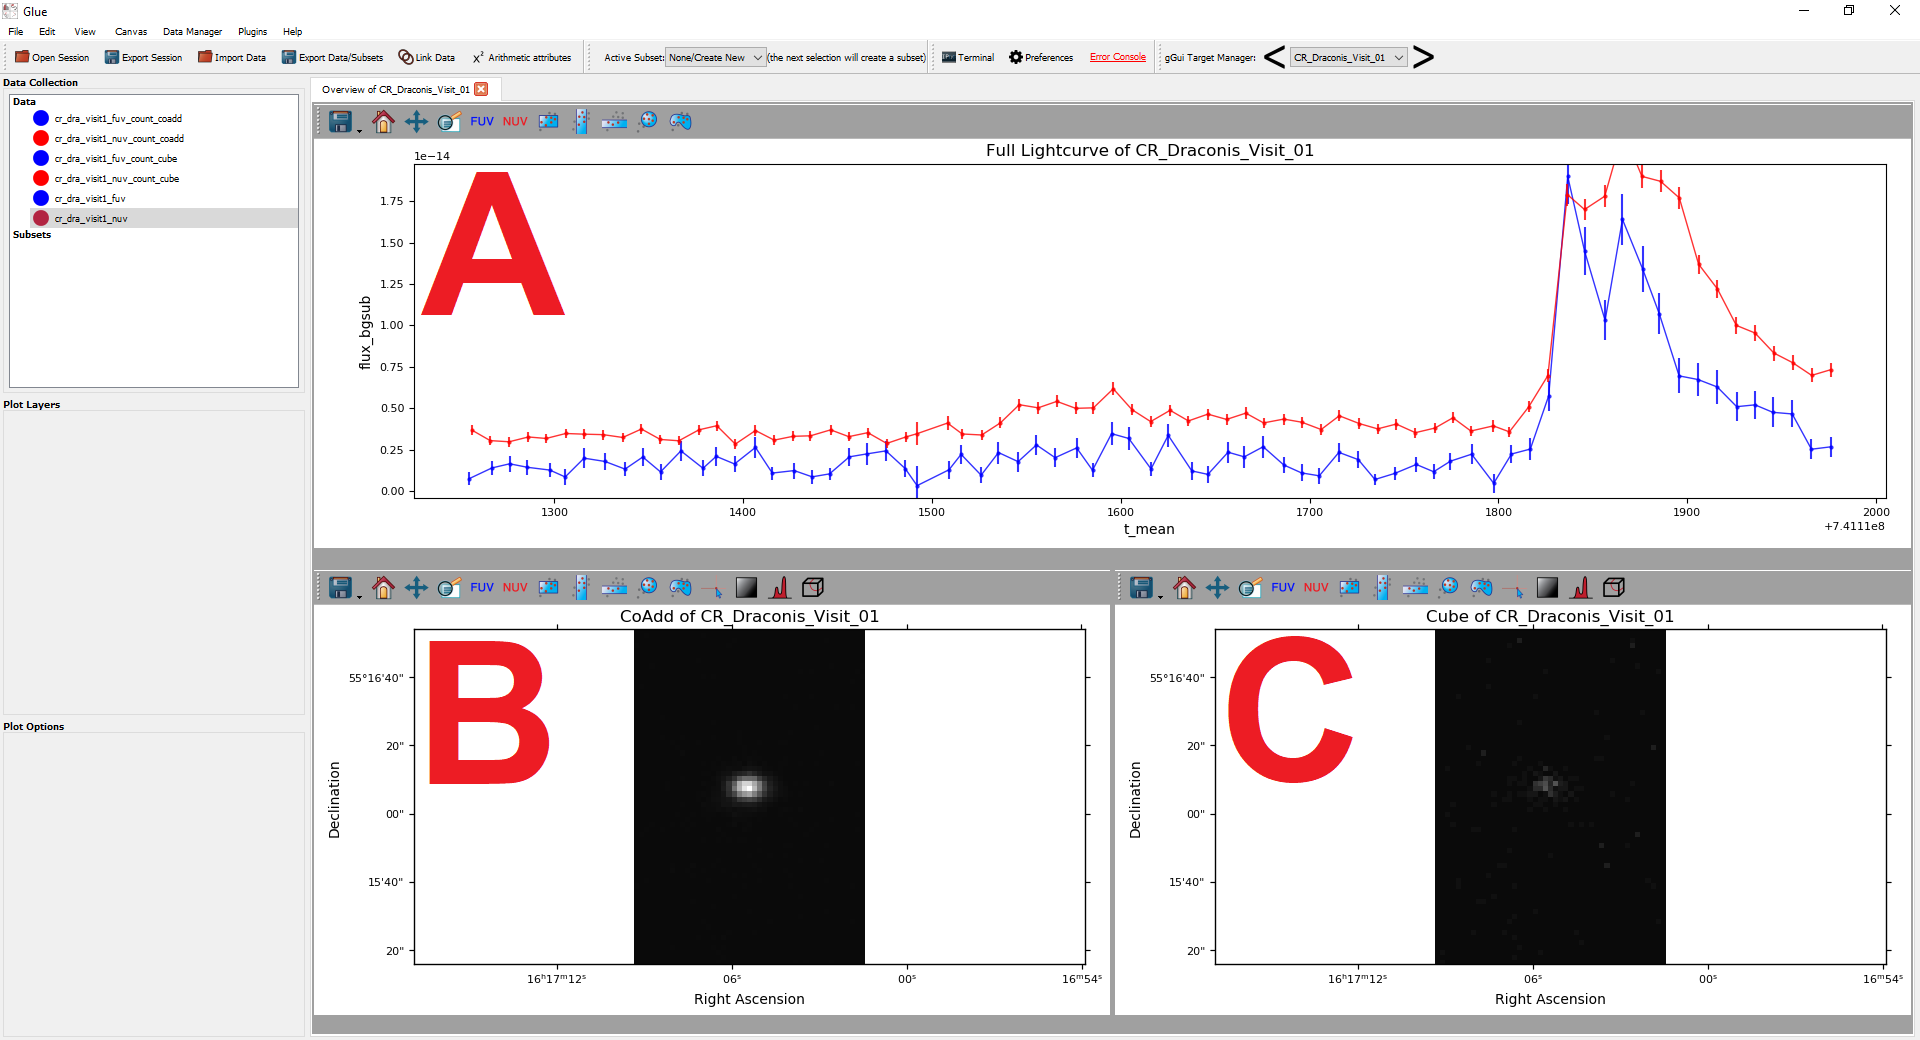 Glue
File Edit View Canvas Data Manager Plugins Help
Open Session Export Session Import Data Export Data/Subsets Link Data x² Arithmetic attributes Active Subset: None/Create New (the next selection will create a subset) Terminal Preferences Error Console gGui Target Manager: < CR_Draconis_Visit_01 >
Data Collection
Data
cr_dra_visit1_fuv_count_coadd
cr_dra_visit1_nuv_count_coadd
cr_dra_visit1_fuv_count_cube
cr_dra_visit1_nuv_count_cube
cr_dra_visit1_fuv
cr_dra_visit1_nuv
Subsets
Plot Layers
Plot Options
Overview of CR_Draconis_Visit_01
FUV NUV
Full Lightcurve of CR_Draconis_Visit_01
1e−14
A
flux_bgsub
1.75
1.50
1.25
1.00
0.75
0.50
0.25
0.00
1300 1400 1500 1600 1700 1800 1900 2000
t_mean
+7.4111e8
FUV NUV
CoAdd of CR_Draconis_Visit_01
B
Declination
55°16'40"
20"
00"
15'40"
20"
16ʰ17ᵐ12ˢ 06ˢ 00ˢ 16ᵐ54ˢ
Right Ascension
FUV NUV
Cube of CR_Draconis_Visit_01
C
Declination
55°16'40"
20"
00"
15'40"
20"
16ʰ17ᵐ12ˢ 06ˢ 00ˢ 16ᵐ54ˢ
Right Ascension